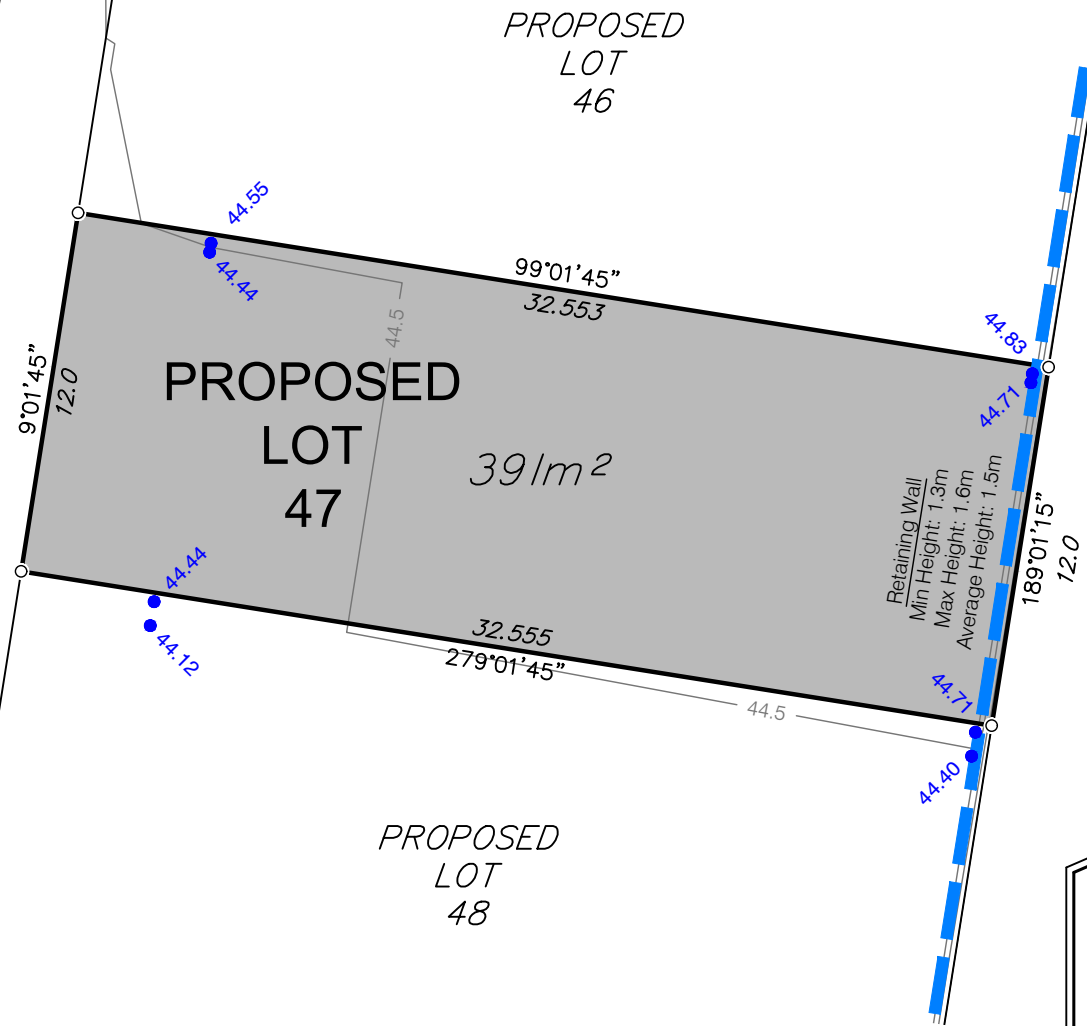 PROPOSED
LOT
46
44.55
44.44
99°01'45"
32.553
44.83
44.71
44.5
9°01'45"
12.0
PROPOSED
LOT
47
391m²
Retaining Wall
Min Height: 1.3m
Max Height: 1.6m
Average Height: 1.5m
189°01'15"
12.0
44.44
44.12
32.555
279°01'45"
44.5
44.71
44.40
PROPOSED
LOT
48